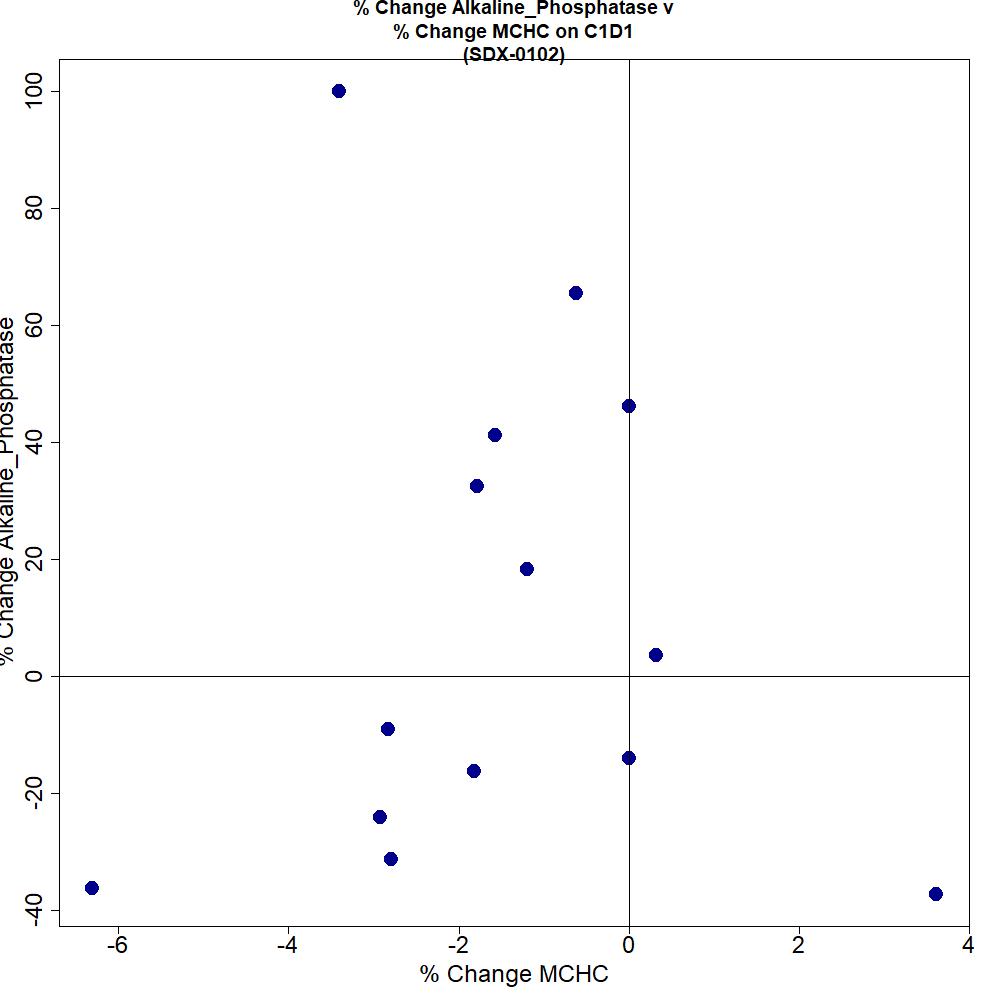 % Change Alkaline_Phosphatase v
% Change MCHC on C1D1
(SDX-0102)
% Change Alkaline_Phosphatase
100
80
60
40
20
0
-20
-40
-6
-4
-2
0
2
4
% Change MCHC